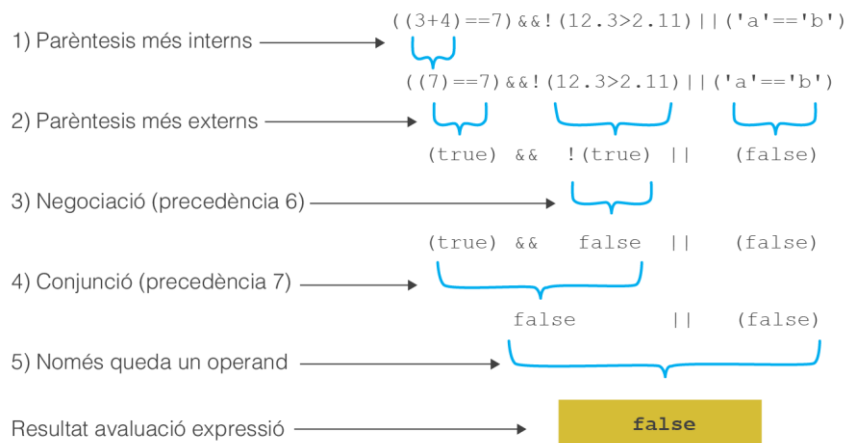 ((3+4)==7)&&!(12.3>2.11)||('a'=='b')
1) Parèntesis més interns
((7)==7)&&!(12.3>2.11)||('a'=='b')
2) Parèntesis més externs
(true) && !(true) || (false)
3) Negociació (precedència 6)
(true) && false || (false)
4) Conjunció (precedència 7)
false || (false)
5) Només queda un operand
Resultat avaluació expressió false